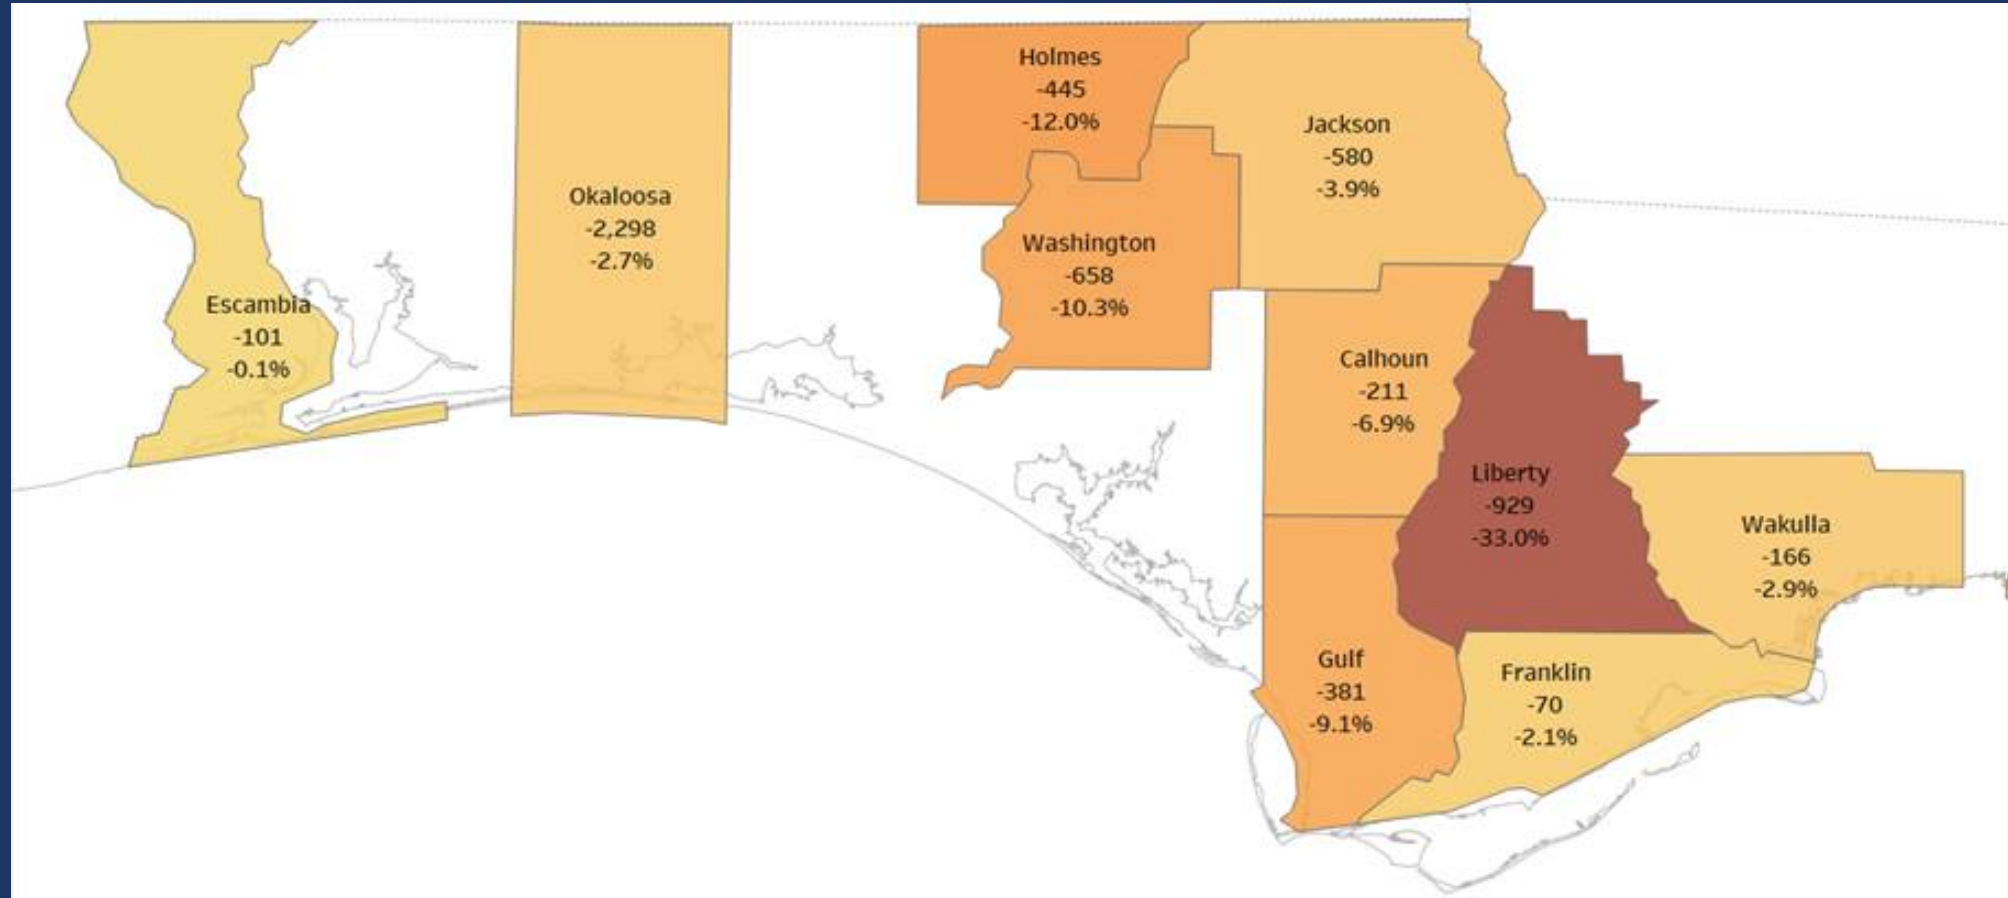 Escambia
-101
-0.1%
Okaloosa
-2,298
-2.7%
Holmes
-445
-12.0%
Washington
-658
-10.3%
Jackson
-580
-3.9%
Calhoun
-211
-6.9%
Liberty
-929
-33.0%
Wakulla
-166
-2.9%
Gulf
-381
-9.1%
Franklin
-70
-2.1%